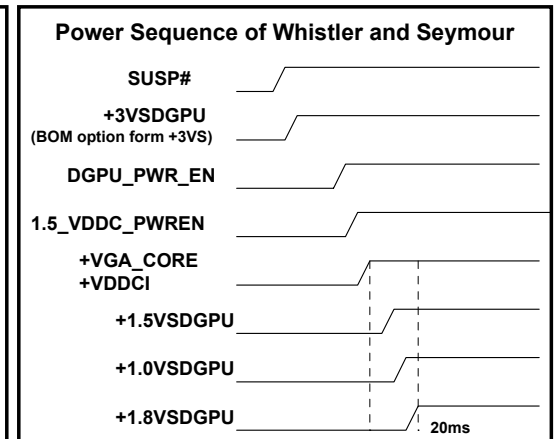 Power Sequence of Whistler and Seymour
SUSP#
+3VSDGPU
(BOM option form +3VS)
DGPU_PWR_EN
1.5_VDDC_PWREN
+VGA_CORE
+VDDCI
+1.5VSDGPU
+1.0VSDGPU
+1.8VSDGPU
20ms